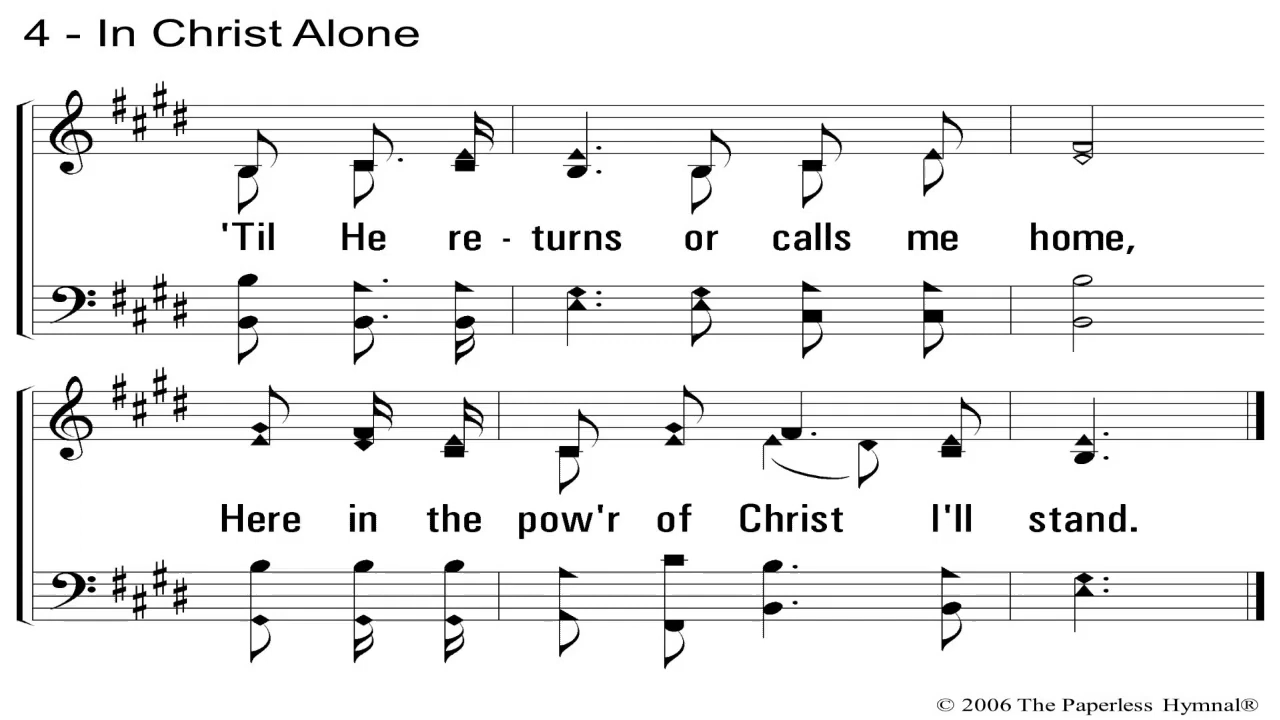 4 - In Christ Alone
'Til He re - turns or calls me home,
Here in the pow'r of Christ I'll stand.
© 2006 The Paperless Hymnal®